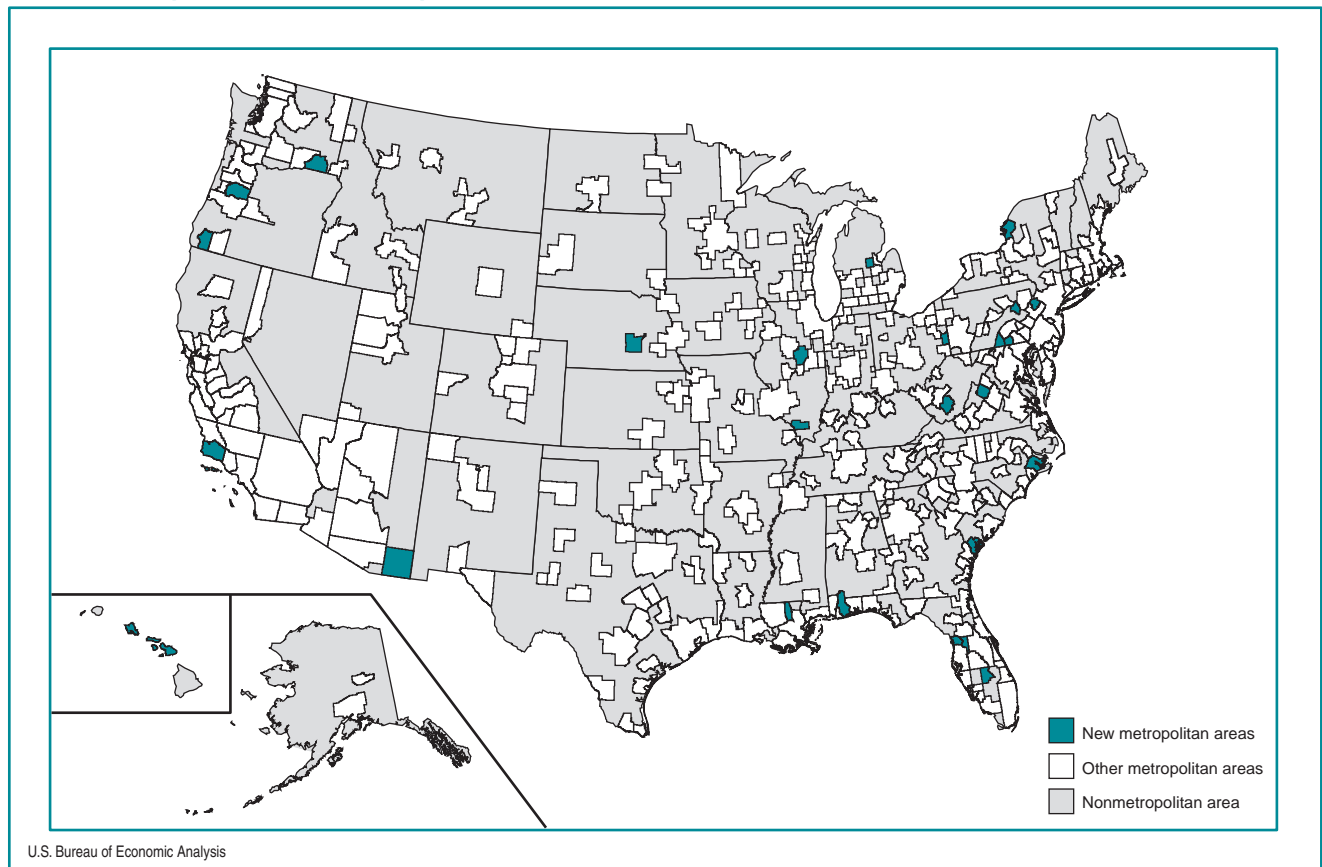 New metropolitan areas
Other metropolitan areas
Nonmetropolitan area
U.S. Bureau of Economic Analysis